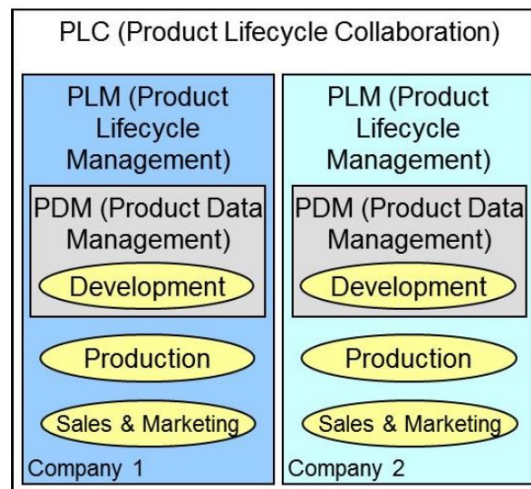 PLC (Product Lifecycle Collaboration)
PLM (Product
Lifecycle
Management)
PDM (Product Data
Management)
Development
Production
Sales & Marketing
Company 1
PLM (Product
Lifecycle
Management)
PDM (Product Data
Management)
Development
Production
Sales & Marketing
Company 2